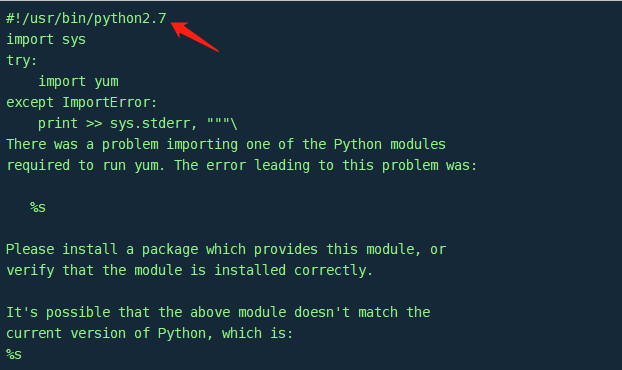 #!/usr/bin/python2.7
import sys
try:
    import yum
except ImportError:
    print >> sys.stderr, """\
There was a problem importing one of the Python modules
required to run yum. The error leading to this problem was:

   %s

Please install a package which provides this module, or
verify that the module is installed correctly.

It's possible that the above module doesn't match the
current version of Python, which is:
%s